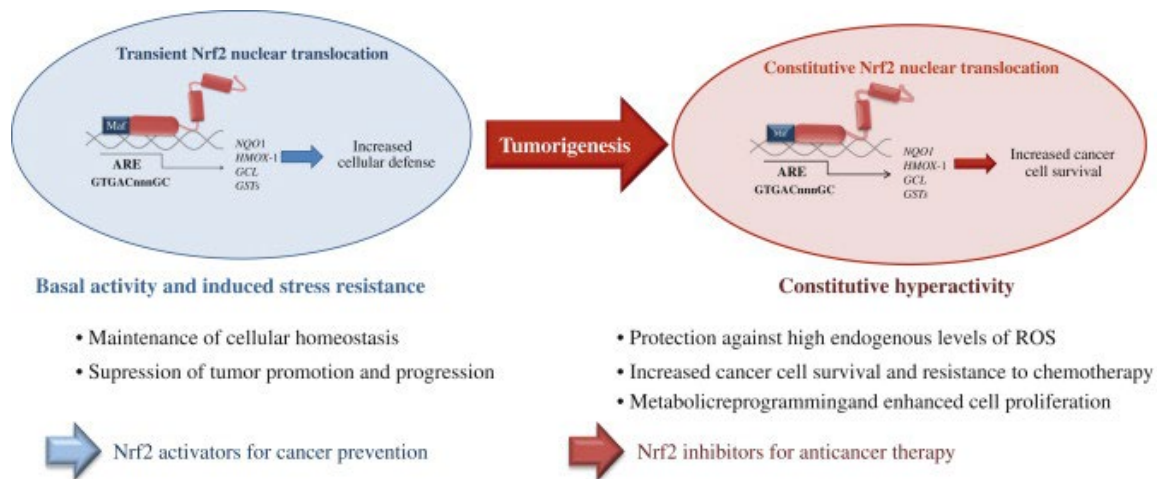 Transient Nrf2 nuclear translocation
Maf
ARE
GTGACnnnGC
NQO1
HMOX-1
GCL
GSTs
Increased
cellular defense
Tumorigenesis
Constitutive Nrf2 nuclear translocation
Maf
ARE
GTGACnnnGC
NQO1
HMOX-1
GCL
GSTs
Increased cancer
cell survival
Basal activity and induced stress resistance
• Maintenance of cellular homeostasis
• Supression of tumor promotion and progression
Nrf2 activators for cancer prevention
Constitutive hyperactivity
• Protection against high endogenous levels of ROS
• Increased cancer cell survival and resistance to chemotherapy
• Metabolicreprogrammingand enhanced cell proliferation
Nrf2 inhibitors for anticancer therapy